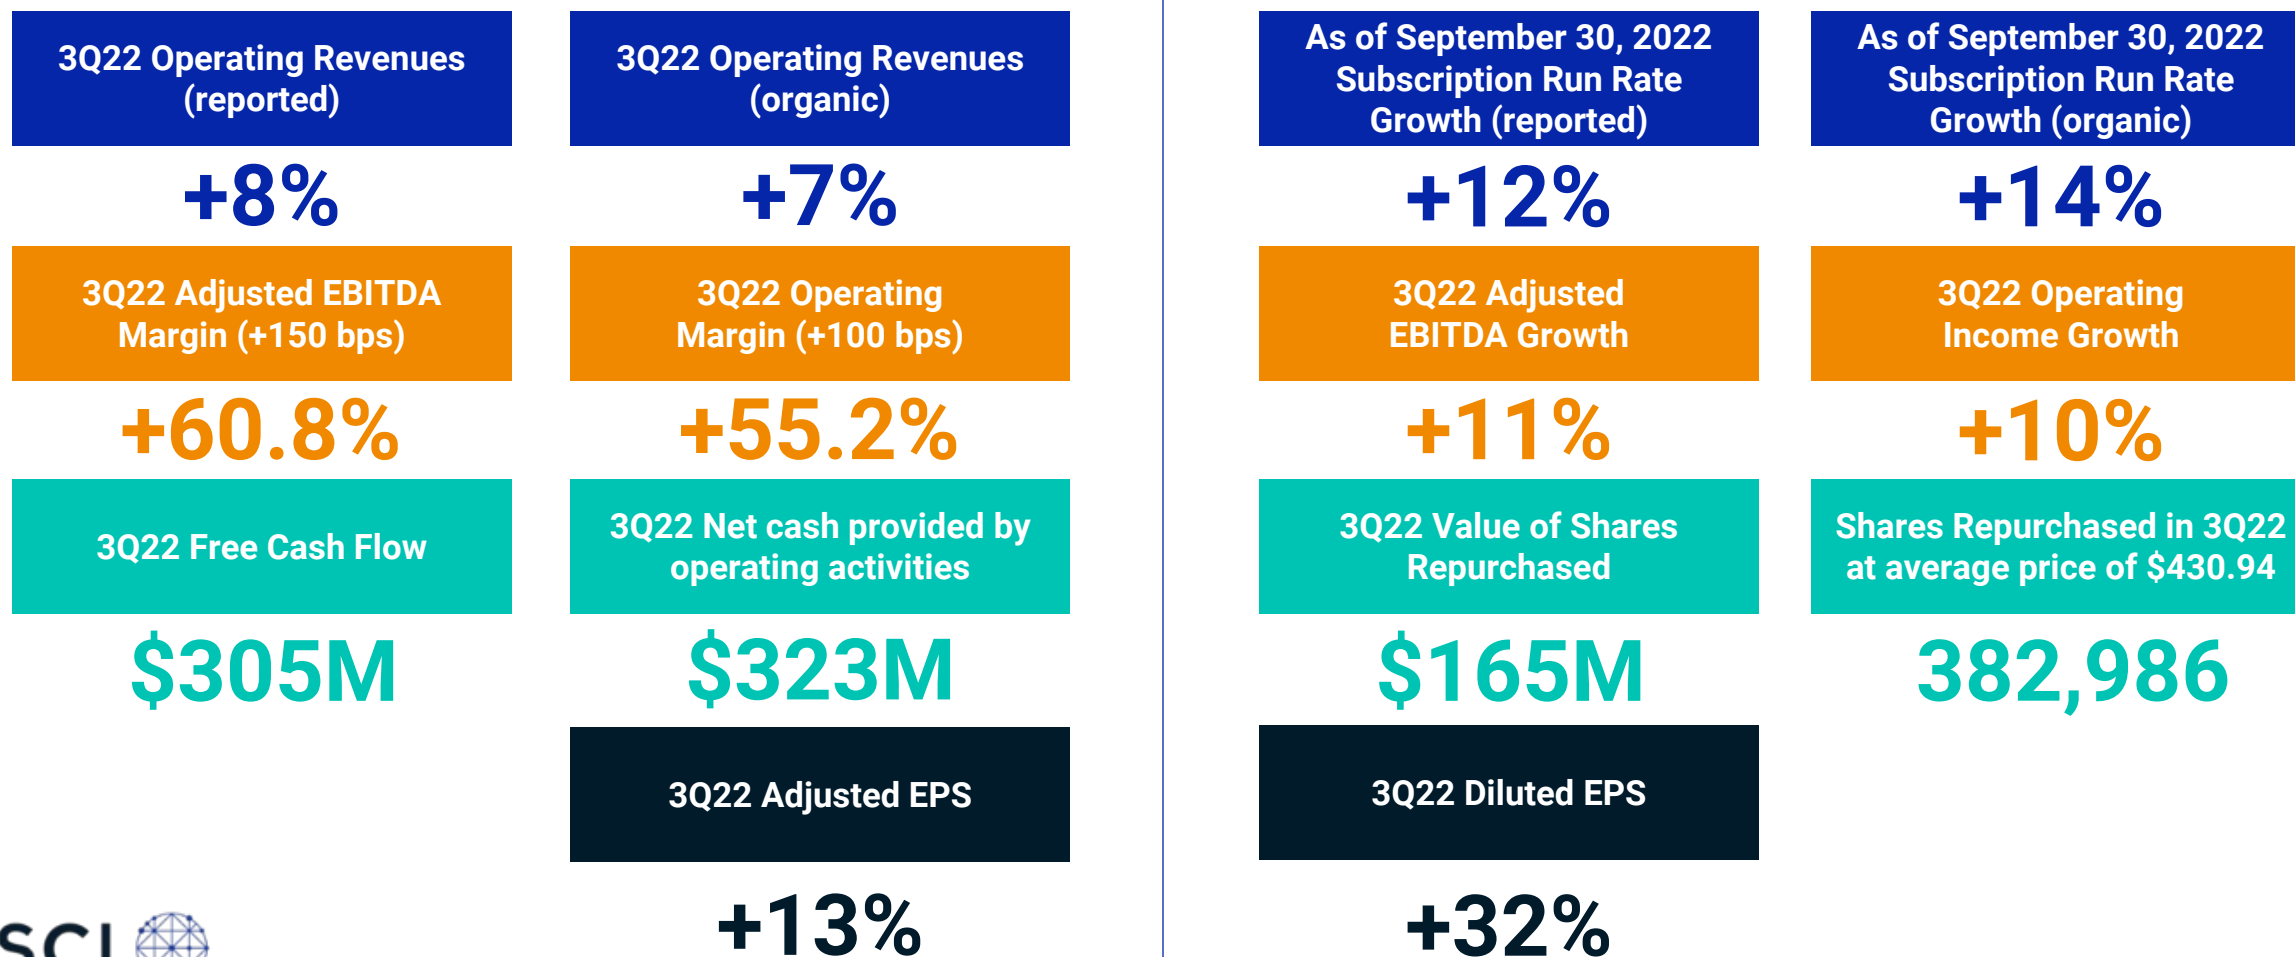 3Q22 Operating Revenues
(reported)
+8%
3Q22 Operating Revenues
(organic)
+7%
As of September 30, 2022
Subscription Run Rate
Growth (reported)
+12%
As of September 30, 2022
Subscription Run Rate
Growth (organic)
+14%
3Q22 Adjusted EBITDA
Margin (+150 bps)
+60.8%
3Q22 Operating
Margin (+100 bps)
+55.2%
3Q22 Adjusted
EBITDA Growth
+11%
3Q22 Operating
Income Growth
+10%
3Q22 Free Cash Flow
$305M
3Q22 Net cash provided by
operating activities
$323M
3Q22 Value of Shares
Repurchased
$165M
Shares Repurchased in 3Q22
at average price of $430.94
382,986
3Q22 Adjusted EPS
+13%
3Q22 Diluted EPS
+32%
SCI